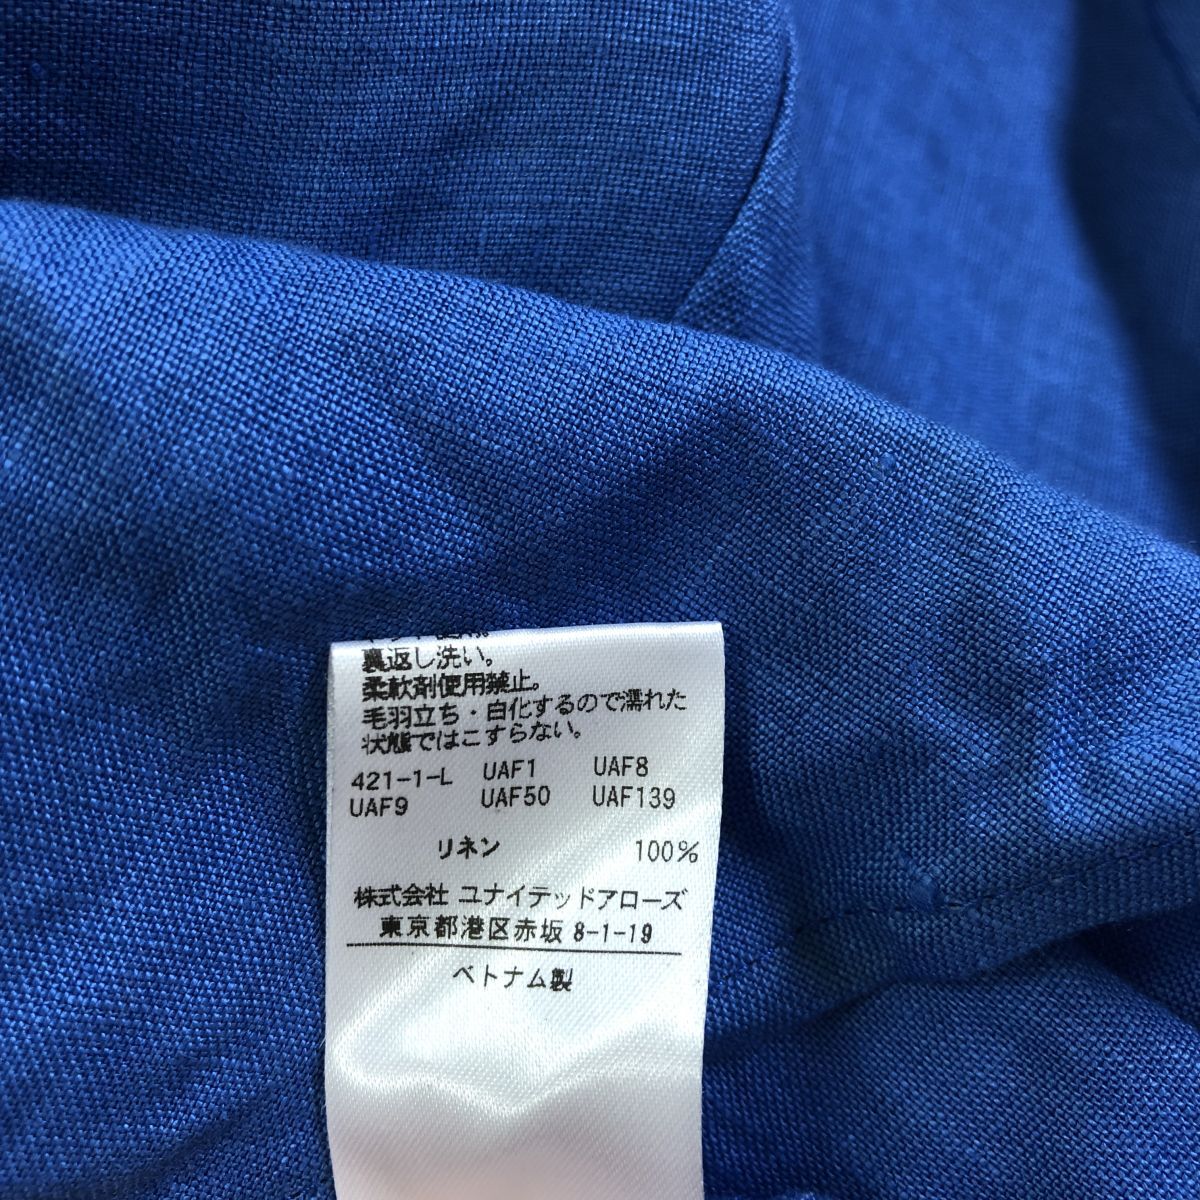 裏返し洗い。
柔軟剤使用禁止。
毛羽立ち・白化するので濡れた
状態ではこすらない。
421-1-L UAF1 UAF8
UAF9 UAF50 UAF139
リネン 100%
株式会社 ユナイテッドアローズ
東京都港区赤坂 8-1-19
ベトナム製